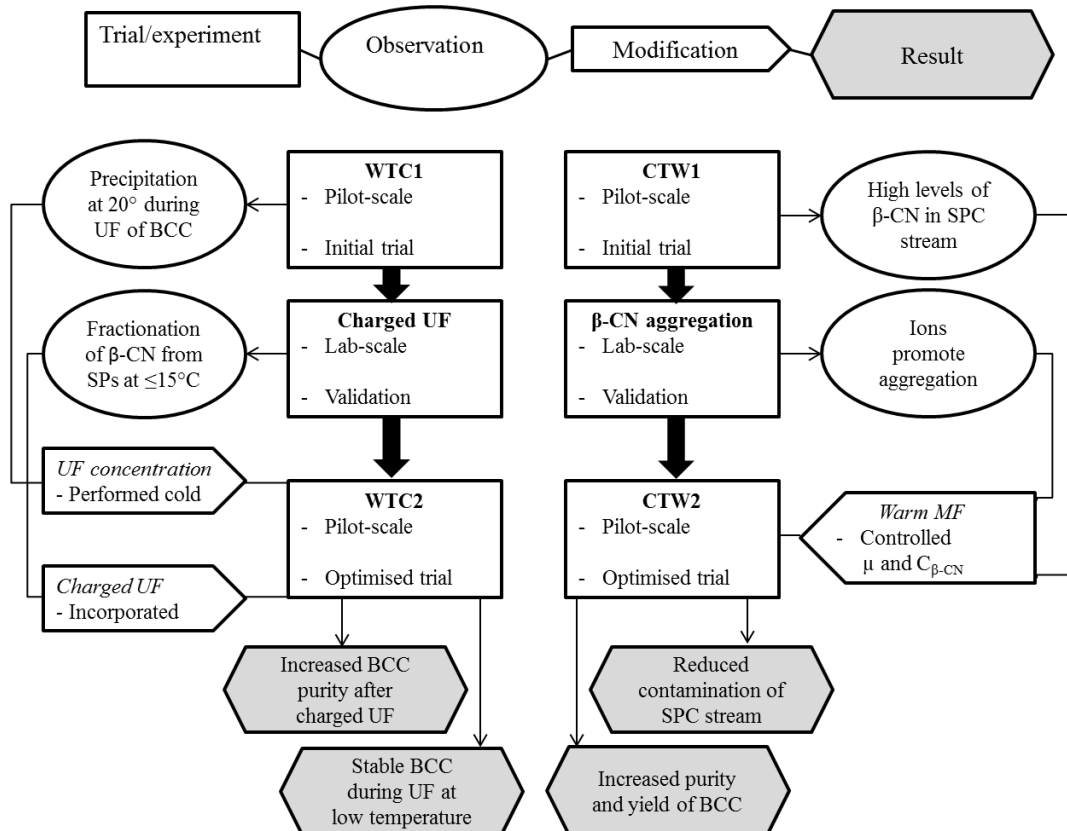 Trial/experiment
Observation
Modification
Result
Precipitation
at 20° during
UF of BCC
WTC1
- Pilot-scale
- Initial trial
CTW1
- Pilot-scale
- Initial trial
High levels of
β-CN in SPC
stream
Fractionation
of β-CN from
SPs at ≤15°C
Charged UF
- Lab-scale
- Validation
β-CN aggregation
- Lab-scale
- Validation
Ions
promote
aggregation
UF concentration
- Performed cold
WTC2
- Pilot-scale
- Optimised trial
CTW2
- Pilot-scale
- Optimised trial
Warm MF
- Controlled
µ and Cβ-CN
Charged UF
- Incorporated
Increased BCC
purity after
charged UF
Reduced
contamination of
SPC stream
Stable BCC
during UF at
low temperature
Increased purity
and yield of BCC